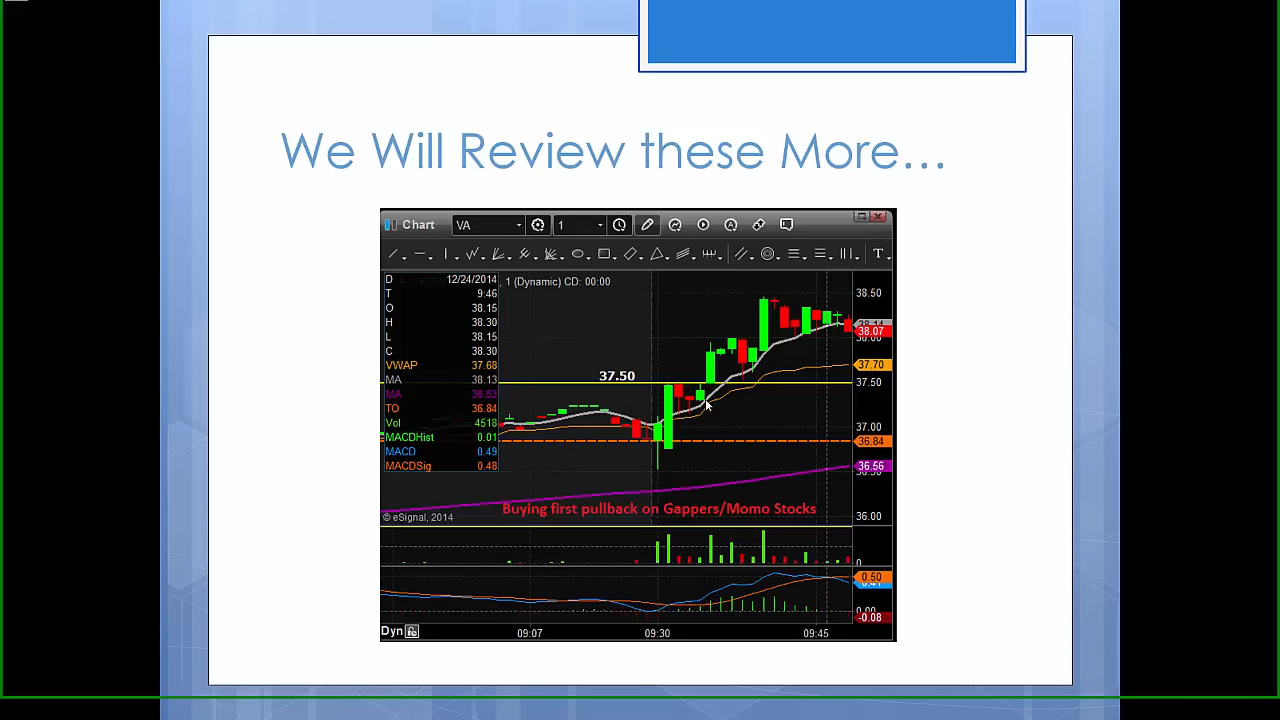 We Will Review these More...
Chart VA 1
T
D 12/24/2014
, 1 (Dynamic) CD: 00:00
T 9:46
O 38.15
H 38.30
L 38.15
C 38.30
VWAP 37.68
MA 38.13
MA 36.53
TO 36.84
Vol 4518
MACDHist 0.01
MACD 0.49
MACDSig 0.48
37.50
38.50
38.07
38.00
37.70
37.50
37.00
36.84
36.56
36.00
Buying first pullback on Gappers/Momo Stocks
© eSignal, 2014
0
0.50
0.00
-0.08
Dyn 09:07 09:30 09:45